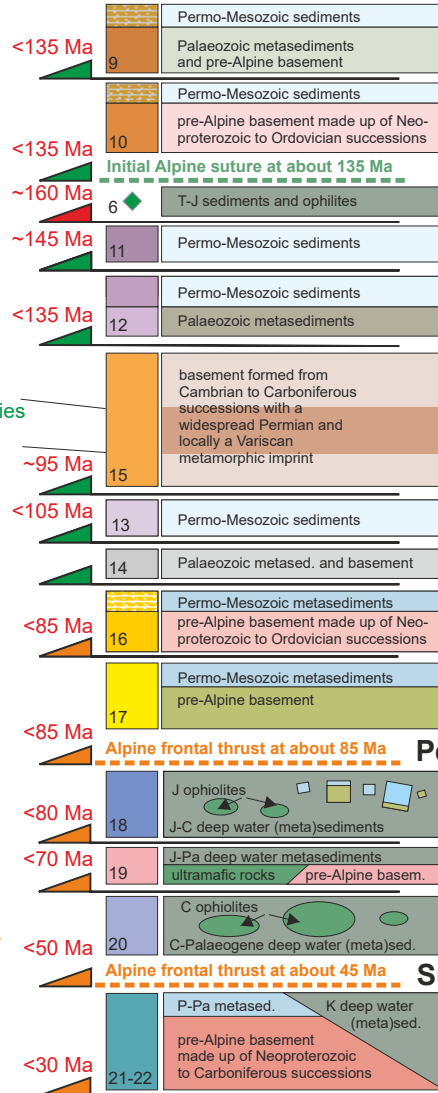 Permo-Mesozoic sediments
Palaeozoic metasediments
and pre-Alpine basement
9
<135 Ma
Permo-Mesozoic sediments
pre-Alpine basement made up of Neo-
proterozoic to Ordovician successions
10
<135 Ma
Initial Alpine suture at about 135 Ma
~160 Ma
6
T-J sediments and ophilites
~145 Ma
11
Permo-Mesozoic sediments
Permo-Mesozoic sediments
<135 Ma
12
Palaeozoic metasediments
basement formed from
Cambrian to Carboniferous
successions with a
widespread Permian and
locally a Variscan
metamorphic imprint
ies
~95 Ma
15
<105 Ma
13
Permo-Mesozoic sediments
14
Palaeozoic metased. and basement
Permo-Mesozoic metasediments
<85 Ma
16
pre-Alpine basement made up of Neo-
proterozoic to Ordovician successions
Permo-Mesozoic metasediments
pre-Alpine basement
17
<85 Ma
Alpine frontal thrust at about 85 Ma
Pe
J ophiolites
<80 Ma
18
J-C deep water (meta)sediments
<70 Ma
J-Pa deep water metasediments
19
ultramafic rocks
pre-Alpine basem.
C ophiolites
20
C-Palaeogene deep water (meta)sed.
<50 Ma
Alpine frontal thrust at about 45 Ma
P-Pa metased.
K deep water
(meta)sed.
pre-Alpine basement
made up of Neoproterozoic
to Carboniferous successions
<30 Ma
21-22